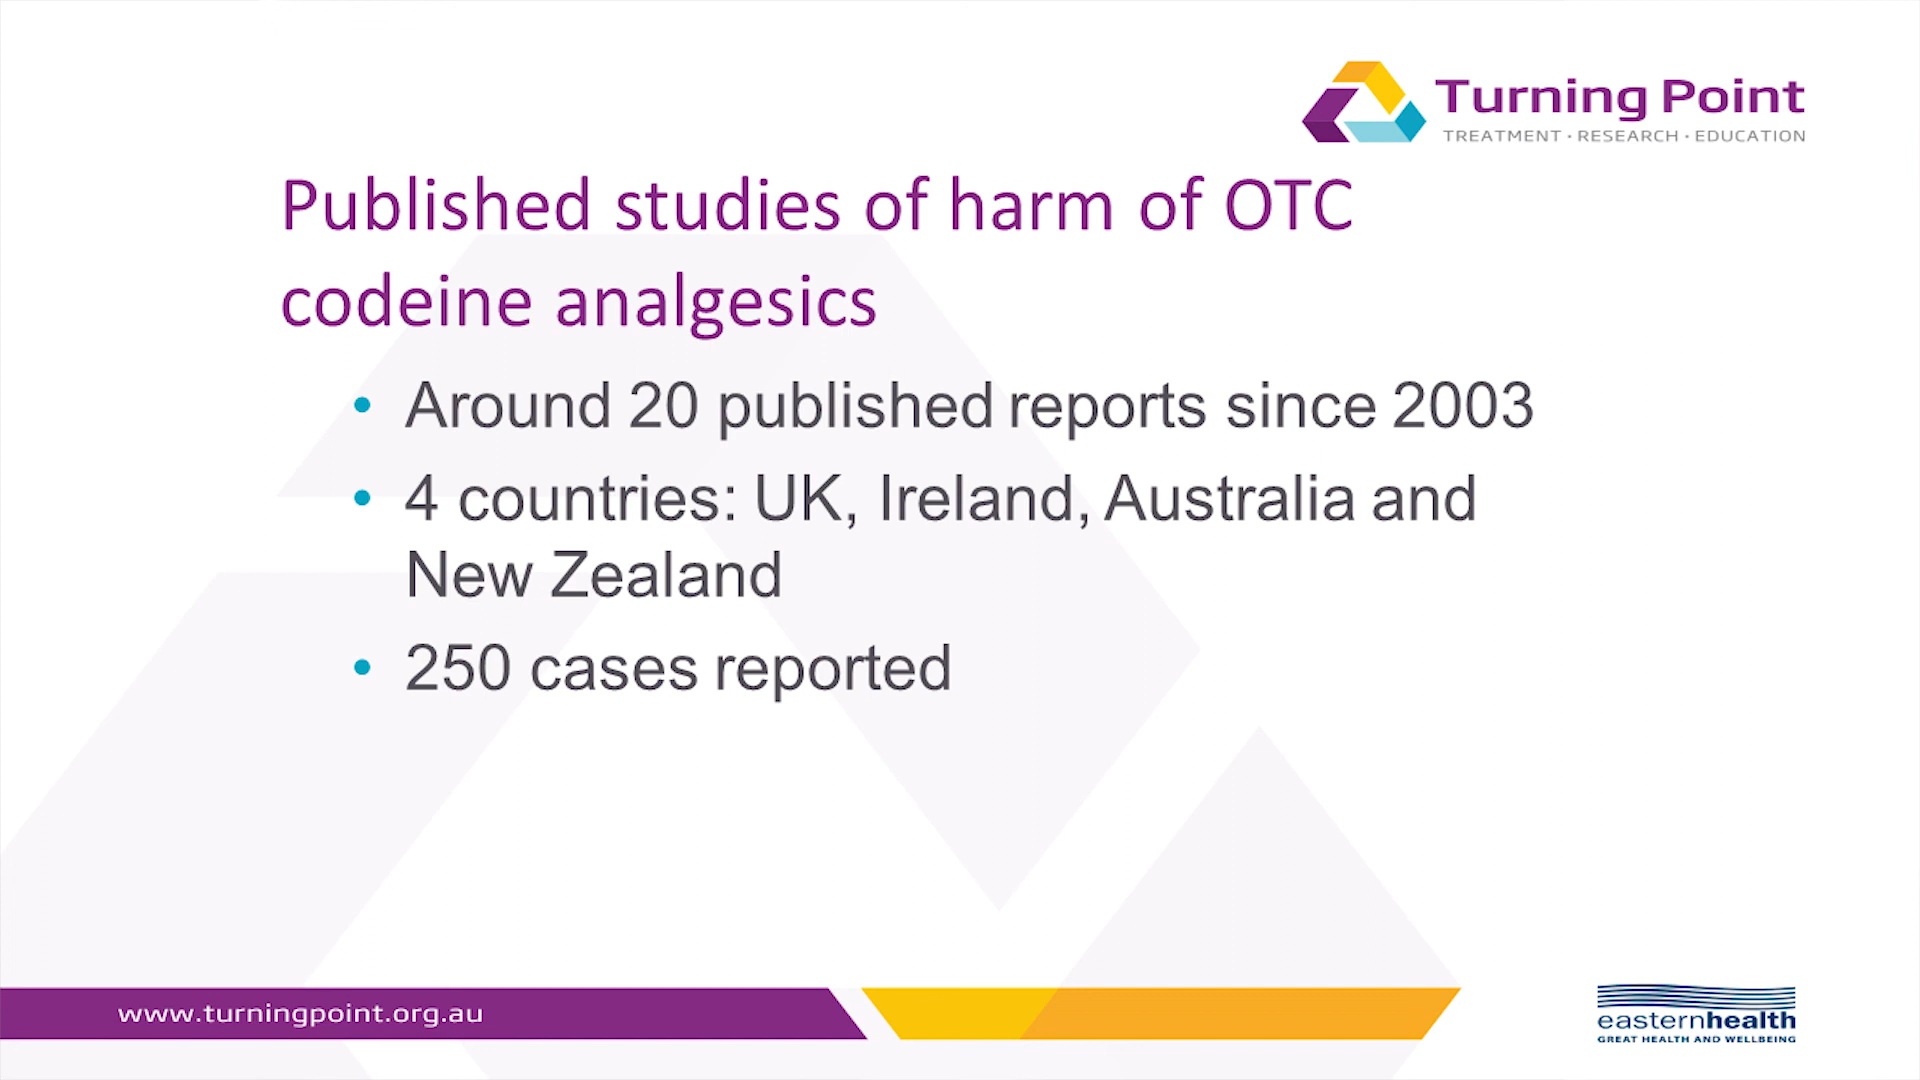 Turning Point
TREATMENT · RESEARCH · EDUCATION
Published studies of harm of OTC
codeine analgesics
• Around 20 published reports since 2003
• 4 countries: UK, Ireland, Australia and
New Zealand
• 250 cases reported
www.turningpoint.org.au
easternhealth
GREAT HEALTH AND WELLBEING